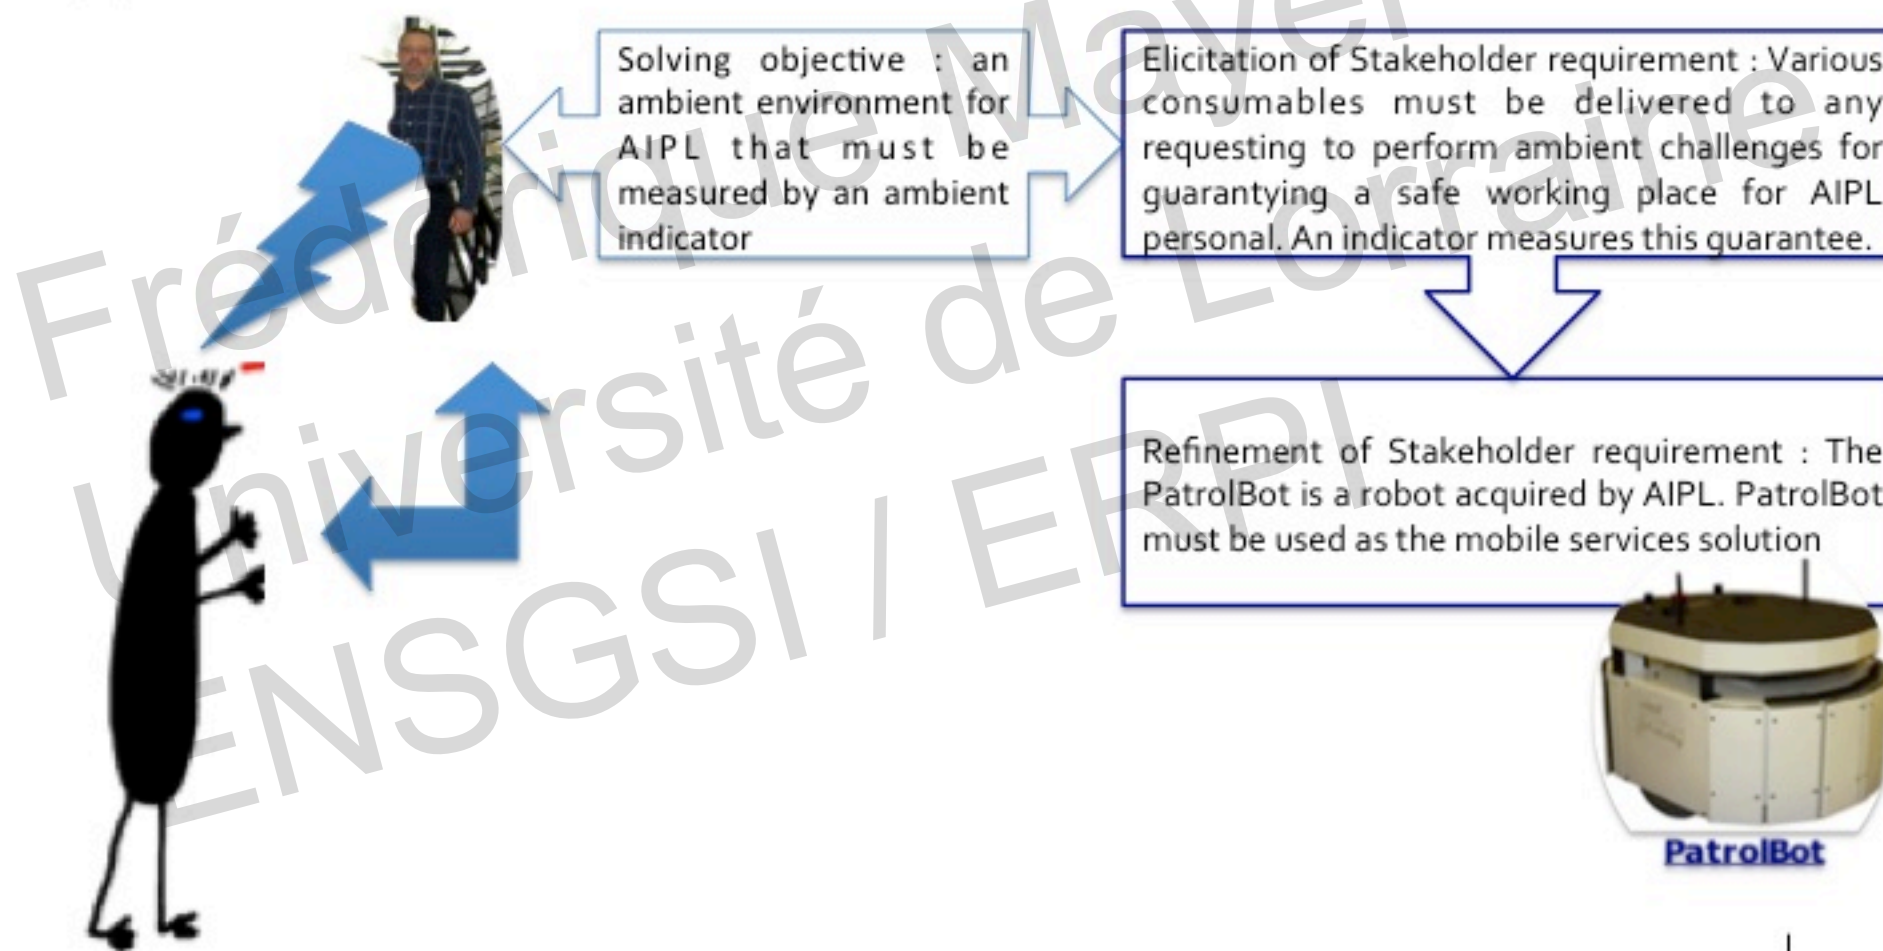 Solving objective : an
ambient environment for
AIPL that must be
measured by an ambient
indicator
Elicitation of Stakeholder requirement : Various
consumables must be delivered to any
requesting to perform ambient challenges for
guarantying a safe working place for AIPL
personal. An indicator measures this guarantee.
Refinement of Stakeholder requirement : The
PatrolBot is a robot acquired by AIPL. PatrolBot
must be used as the mobile services solution
PatrolBot
Frédérique Mayer
Université de Lorraine
ENSGSI / ERPI